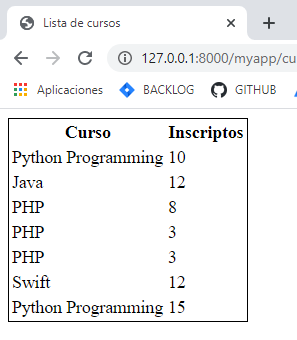 Lista de cursos
127.0.0.1:8000/myapp/cu
Aplicaciones BACKLOG GITHUB
Curso Inscriptos
Python Programming 10
Java 12
PHP 8
PHP 3
PHP 3
Swift 12
Python Programming 15